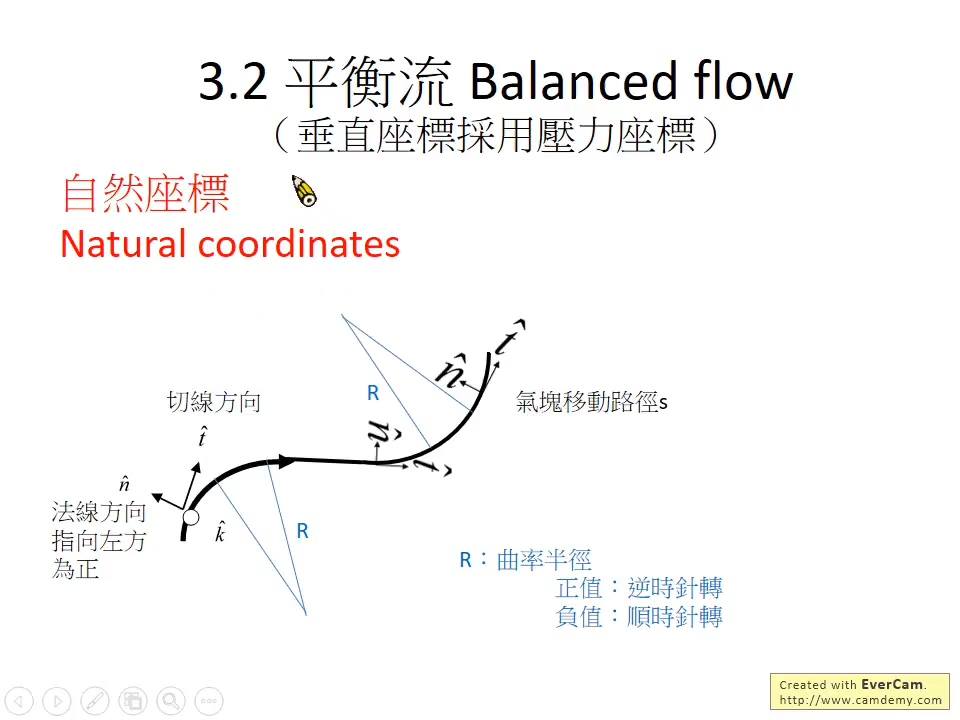 3.2 平衡流 Balanced flow
（垂直座標採用壓力座標）
自然座標
Natural coordinates
t̂
n̂
R
切線方向
氣塊移動路徑s
n̂
t̂
t̂
n̂
法線方向
指向左方
為正
k̂
R
R：曲率半徑
正值：逆時針轉
負值：順時針轉
Created with EverCam.
http://www.camdemy.com